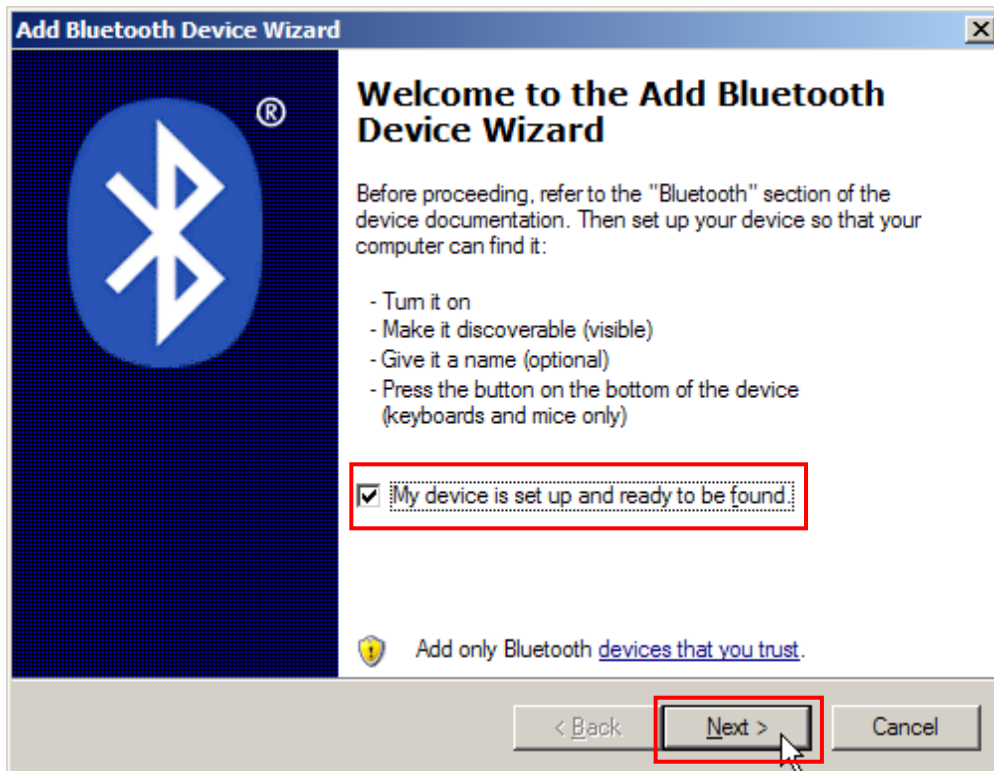 Add Bluetooth Device Wizard
®
Welcome to the Add Bluetooth
Device Wizard
Before proceeding, refer to the "Bluetooth" section of the
device documentation. Then set up your device so that your
computer can find it:
- Turn it on
- Make it discoverable (visible)
- Give it a name (optional)
- Press the button on the bottom of the device
(keyboards and mice only)
My device is set up and ready to be found.
Add only Bluetooth devices that you trust.
< Back
Next >
Cancel